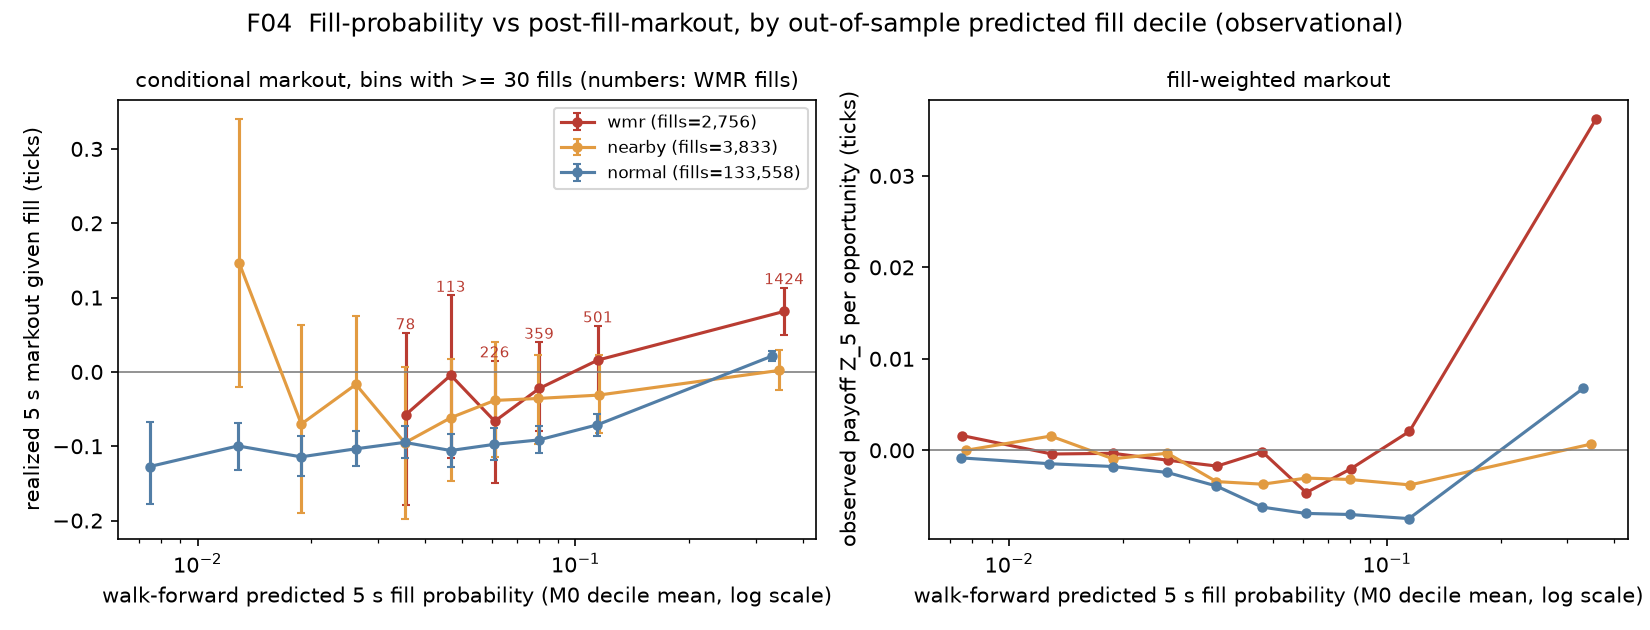 F04  Fill-probability vs post-fill-markout, by out-of-sample predicted fill decile (observational)
conditional markout, bins with >= 30 fills (numbers: WMR fills)
realized 5 s markout given fill (ticks)
0.3
0.2
0.1
0.0
−0.1
−0.2
wmr (fills=2,756)
nearby (fills=3,833)
normal (fills=133,558)
78
113
226
359
501
1424
10⁻²
10⁻¹
walk-forward predicted 5 s fill probability (M0 decile mean, log scale)
fill-weighted markout
observed payoff Z_5 per opportunity (ticks)
0.03
0.02
0.01
0.00
10⁻²
10⁻¹
walk-forward predicted 5 s fill probability (M0 decile mean, log scale)